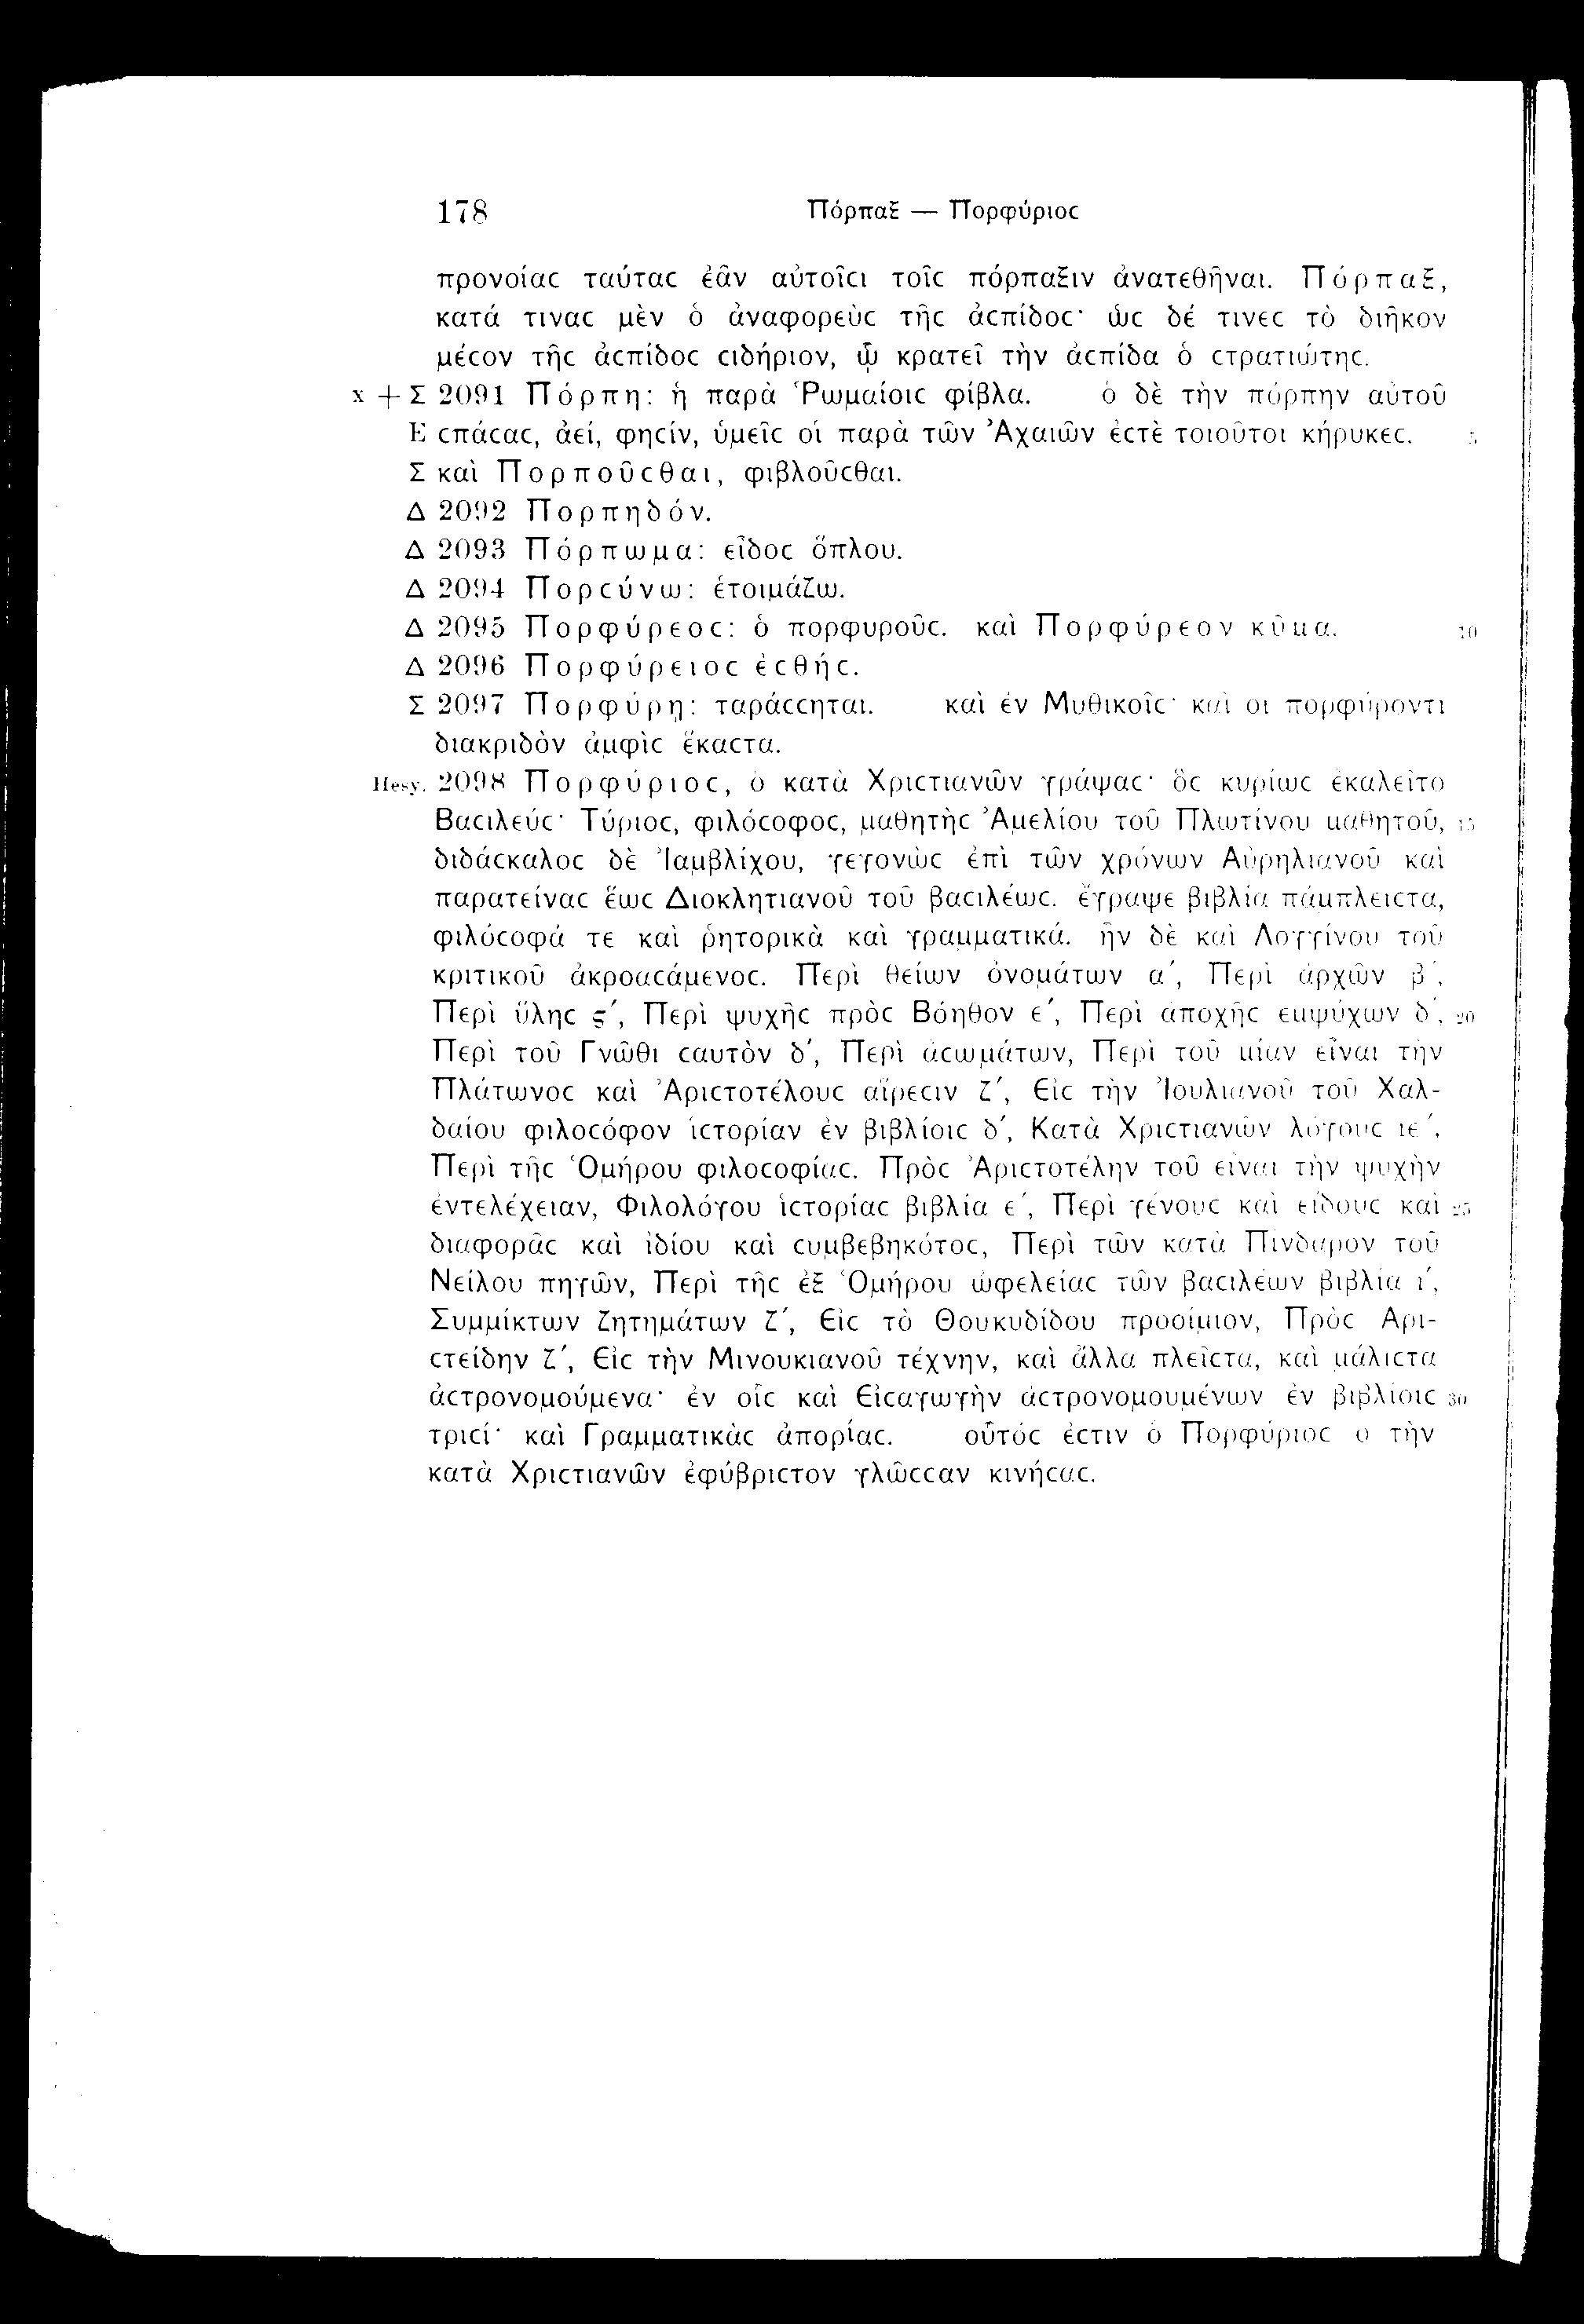 178 Πόρπαξ — Πορφύριος
προνοίαϲ ταύταϲ ἐᾶν αὐτοῖϲι τοῖϲ πόρπαξιν ἀνατεθῆναι. Πόρπαξ,
κατά τιναϲ μὲν ὁ ἀναφορεὺϲ τῆϲ ἀϲπίδοϲ· ὡϲ δέ τινεϲ τὸ διῆκον
μέϲον τῆϲ ἀϲπίδοϲ ϲιδήριον, ᾧ κρατεῖ τὴν ἀϲπίδα ὁ ϲτρατιώτηϲ.
x + Σ 2091 Πόρπη: ἡ παρὰ Ῥωμαίοιϲ φίβλα. ὁ δὲ τὴν πόρπην αὐτοῦ
E ϲπάϲαϲ, ἀεί, φηϲίν, ὑμεῖϲ οἱ παρὰ τῶν Ἀχαιῶν ἐϲτὲ τοιοῦτοι κήρυκεϲ. 5
Σ καὶ Πορποῦϲθαι, φιβλοῦϲθαι.
Δ 2092 Πορπηδόν.
Δ 2093 Πόρπωμα: εἶδοϲ ὅπλου.
Δ 2094 Πορϲύνω: ἑτοιμάζω.
Δ 2095 Πορφύρεοϲ: ὁ πορφυροῦϲ. καὶ Πορφύρεον κῦμα. 10
Δ 2096 Πορφύρειοϲ ἐϲθήϲ.
Σ 2097 Πορφύρῃ: ταράϲϲηται. καὶ ἐν Μυθικοῖϲ· καί οἱ πορφύροντι
διακριδὸν ἀμφὶϲ ἕκαϲτα.
Hesy. 2098 Πορφύριοϲ, ὁ κατὰ Χριϲτιανῶν γράψαϲ· ὃϲ κυρίωϲ ἐκαλεῖτο
Βαϲιλεύϲ· Τύριοϲ, φιλόϲοφοϲ, μαθητὴϲ Ἀμελίου τοῦ Πλωτίνου μαθητοῦ, 15
διδάϲκαλοϲ δὲ Ἰαμβλίχου, γεγονὼϲ ἐπὶ τῶν χρόνων Αὐρηλιανοῦ καὶ
παρατείναϲ ἕωϲ Διοκλητιανοῦ τοῦ βαϲιλέωϲ. ἔγραψε βιβλία πάμπλειϲτα,
φιλόϲοφά τε καὶ ῥητορικὰ καὶ γραμματικά. ἦν δὲ καὶ Λογγίνου τοῦ
κριτικοῦ ἀκροαϲάμενοϲ. Περὶ θείων ὀνομάτων α΄, Περὶ ἀρχῶν β΄,
Περὶ ὕληϲ ϛ΄, Περὶ ψυχῆϲ πρὸϲ Βόηθον ε΄, Περὶ ἀποχῆϲ ἐμψύχων δ΄, 20
Περὶ τοῦ Γνῶθι ϲαυτὸν δ΄, Περὶ ἀϲωμάτων, Περὶ τοῦ μίαν εἶναι τὴν
Πλάτωνοϲ καὶ Ἀριϲτοτέλουϲ αἵρεϲιν ζ΄, Εἰϲ τὴν Ἰουλιανοῦ τοῦ Χαλ-
δαίου φιλοϲόφον ἱϲτορίαν ἐν βιβλίοιϲ δ΄, Κατὰ Χριϲτιανῶν λόγουϲ ιε΄,
Περὶ τῆϲ Ὁμήρου φιλοϲοφίαϲ. Πρὸϲ Ἀριϲτοτέλην τοῦ εἶναι τὴν ψυχὴν
ἐντελέχειαν, Φιλολόγου ἱϲτορίαϲ βιβλία ε΄, Περὶ γένουϲ καὶ εἴδουϲ καὶ 25
διαφορᾶϲ καὶ ἰδίου καὶ ϲυμβεβηκότοϲ, Περὶ τῶν κατὰ Πίνδαρον τοῦ
Νείλου πηγῶν, Περὶ τῆϲ ἐξ Ὁμήρου ὠφελείαϲ τῶν βαϲιλέων βιβλία ι΄,
Συμμίκτων ζητημάτων ζ΄, Εἰϲ τὸ Θουκυδίδου προοίμιον, Πρὸϲ Ἀρι-
ϲτείδην ζ΄, Εἰϲ τὴν Μινουκιανοῦ τέχνην, καὶ ἄλλα πλεῖϲτα, καὶ μάλιϲτα
ἀϲτρονομούμενα· ἐν οἷϲ καὶ Εἰϲαγωγὴν ἀϲτρονομουμένων ἐν βιβλίοιϲ 30
τριϲί· καὶ Γραμματικὰϲ ἀπορίαϲ. οὗτόϲ ἐϲτιν ὁ Πορφύριοϲ ὁ τὴν
κατὰ Χριϲτιανῶν ἐφύβριϲτον γλῶϲϲαν κινήϲαϲ.